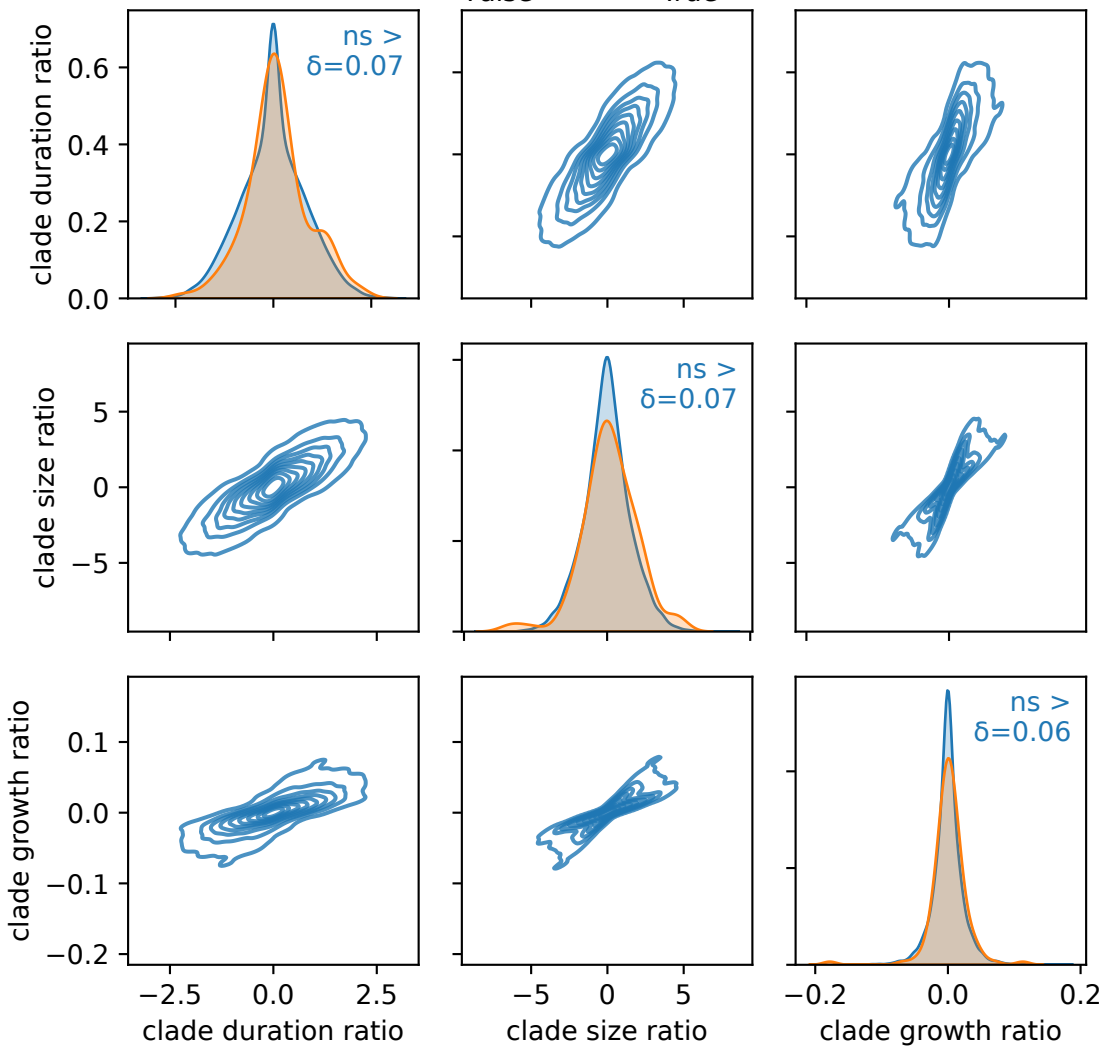 clade duration ratio
0.6
0.4
0.2
0.0
ns >
δ=0.07
clade size ratio
5
0
−5
ns >
δ=0.07
clade growth ratio
0.1
0.0
−0.1
−0.2
ns >
δ=0.06
−2.5 0.0 2.5
−5 0 5
−0.2 0.0 0.2
clade duration ratio
clade size ratio
clade growth ratio